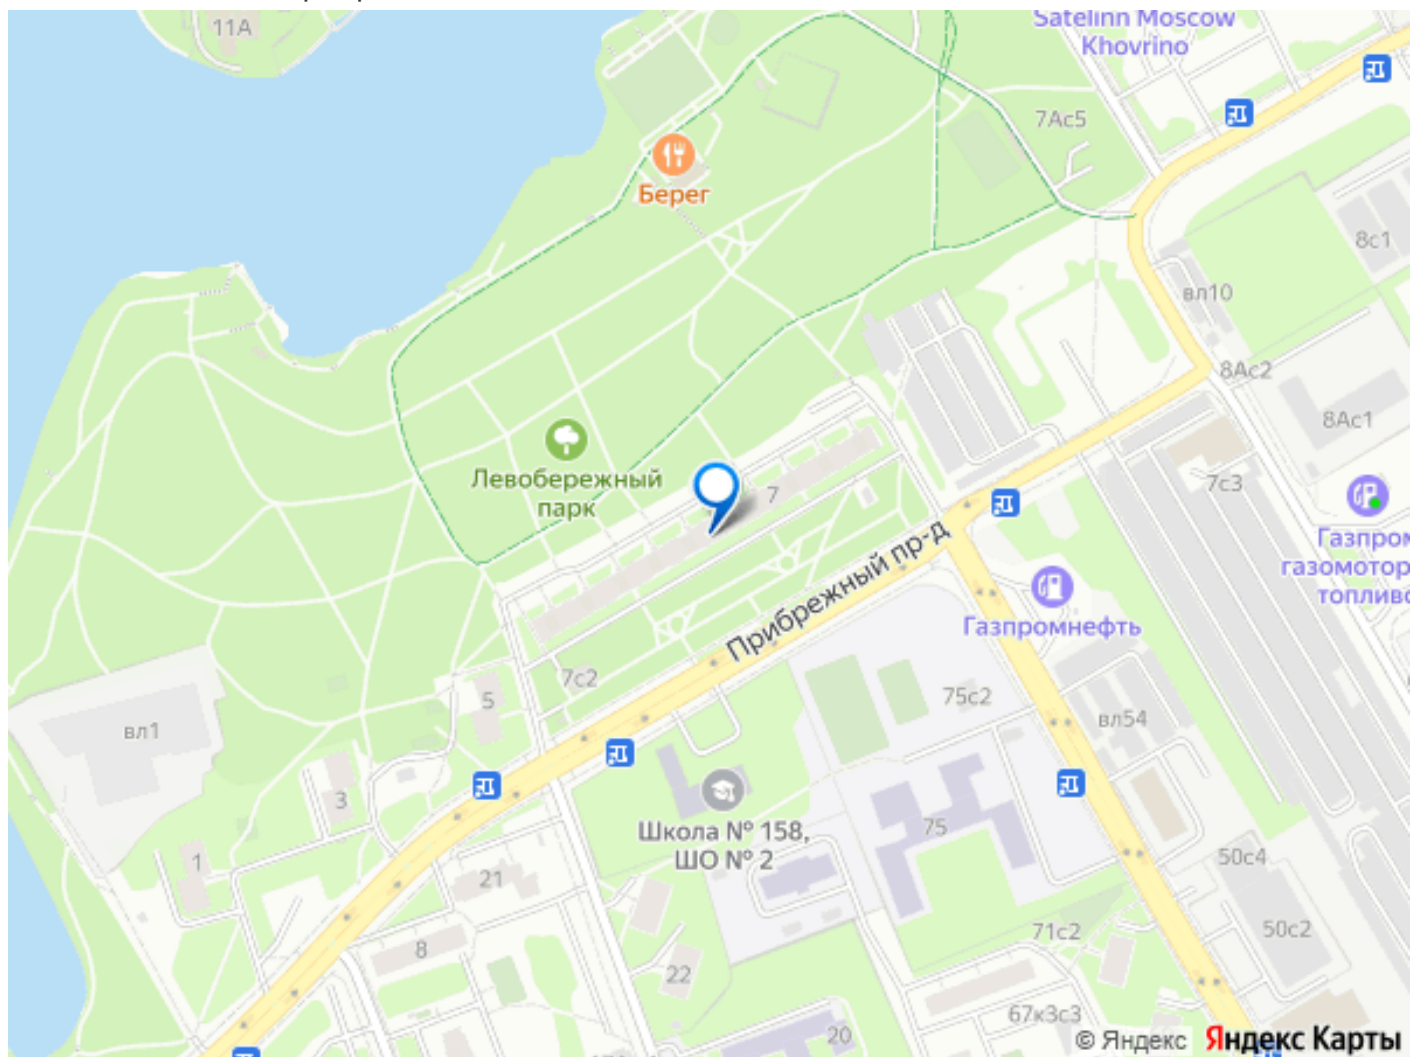 11А
Satelinn Moscow
Khovrino
7Ас5
Берег
8с1
вл10
8Ас2
8Ас1
Левобережный
парк
7
7с3
Газпром
газомотор
топливо
Прибрежный пр-д
Газпромнефть
7с2
5
75с2
вл54
вл1
3
Школа № 158,
ШО № 2
75
1
21
50с4
8
71с2
50с2
22
67к3с3
20
© Яндекс Яндекс Карты